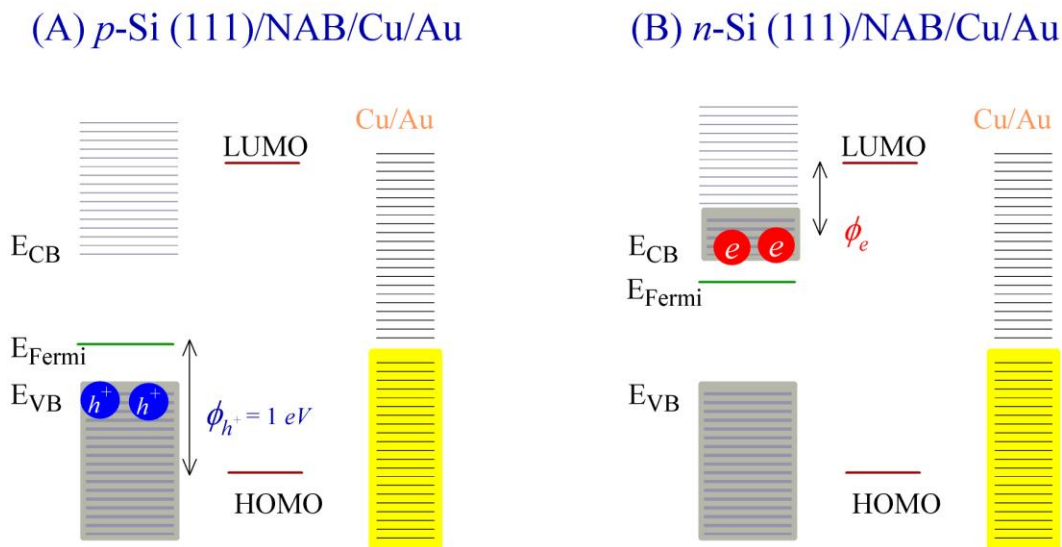 (A) p-Si (111)/NAB/Cu/Au
Cu/Au
LUMO
E_CB
E_Fermi
E_VB
h⁺ h⁺
ϕ_h⁺ = 1 eV
HOMO
(B) n-Si (111)/NAB/Cu/Au
Cu/Au
LUMO
ϕ_e
E_CB
e e
E_Fermi
E_VB
HOMO